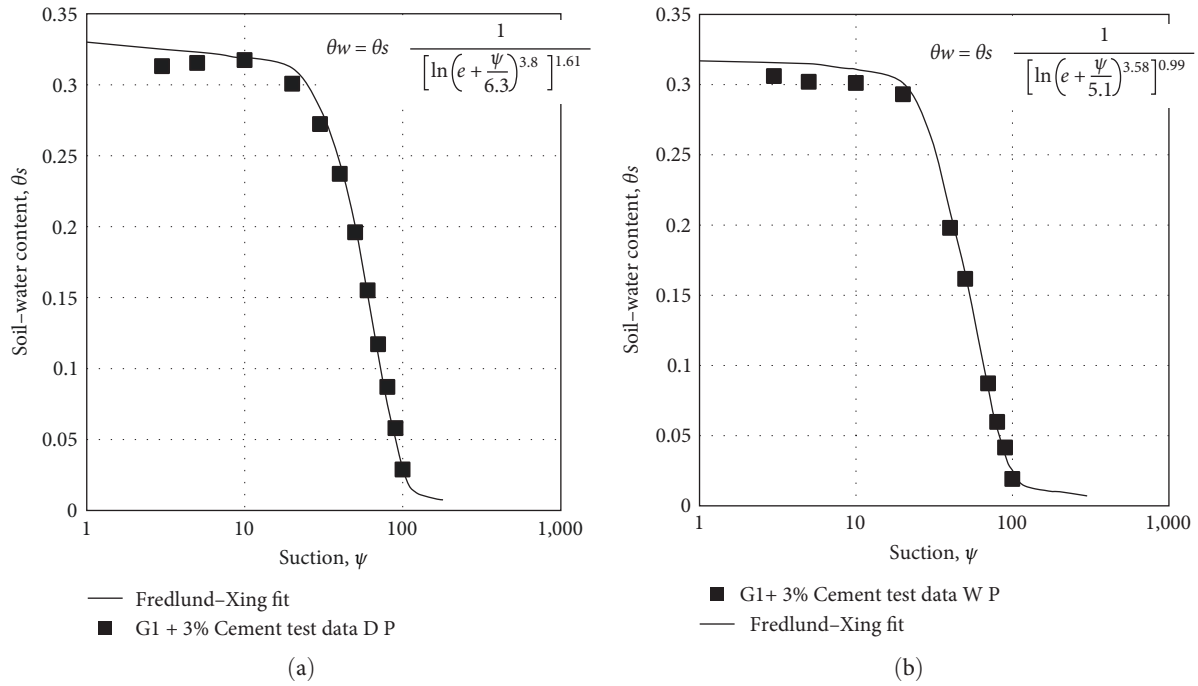 θw = θs 1 / [ln(e + ψ/6.3)^3.8]^1.61
0.35
0.3
0.25
0.2
0.15
0.1
0.05
0
Soil–water content, θs
1 10 100 1,000
Suction, ψ
Fredlund–Xing fit
G1 + 3% Cement test data D P
(a)
θw = θs 1 / [ln(e + ψ/5.1)^3.58]^0.99
0.35
0.3
0.25
0.2
0.15
0.1
0.05
0
Soil–water content, θs
1 10 100 1,000
Suction, ψ
G1+ 3% Cement test data W P
Fredlund–Xing fit
(b)